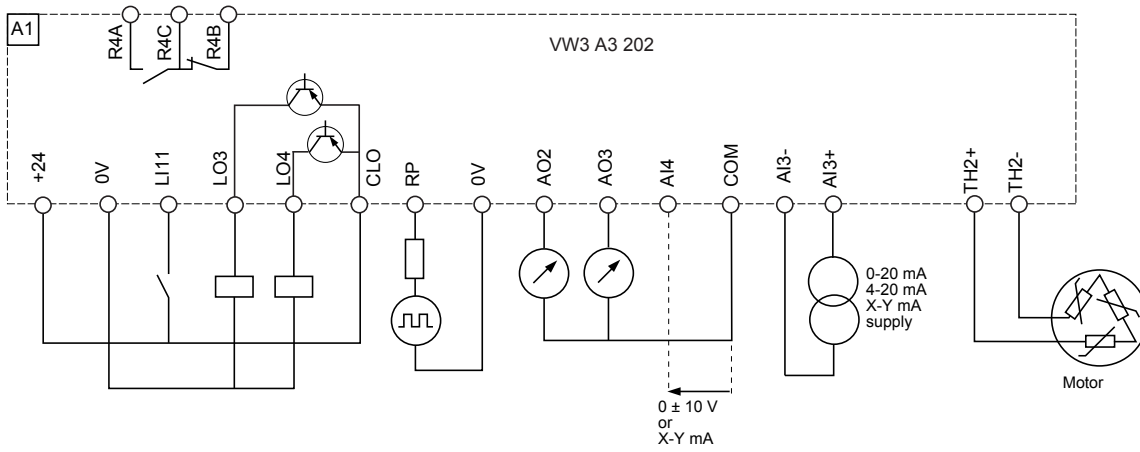 A1
R4A
R4C
R4B
VW3 A3 202
+24
0V
LI11
LO3
LO4
CLO
RP
0V
AO2
AO3
AI4
COM
AI3-
AI3+
TH2+
TH2-
0-20 mA
4-20 mA
X-Y mA
supply
Motor
0 ± 10 V
or
X-Y mA